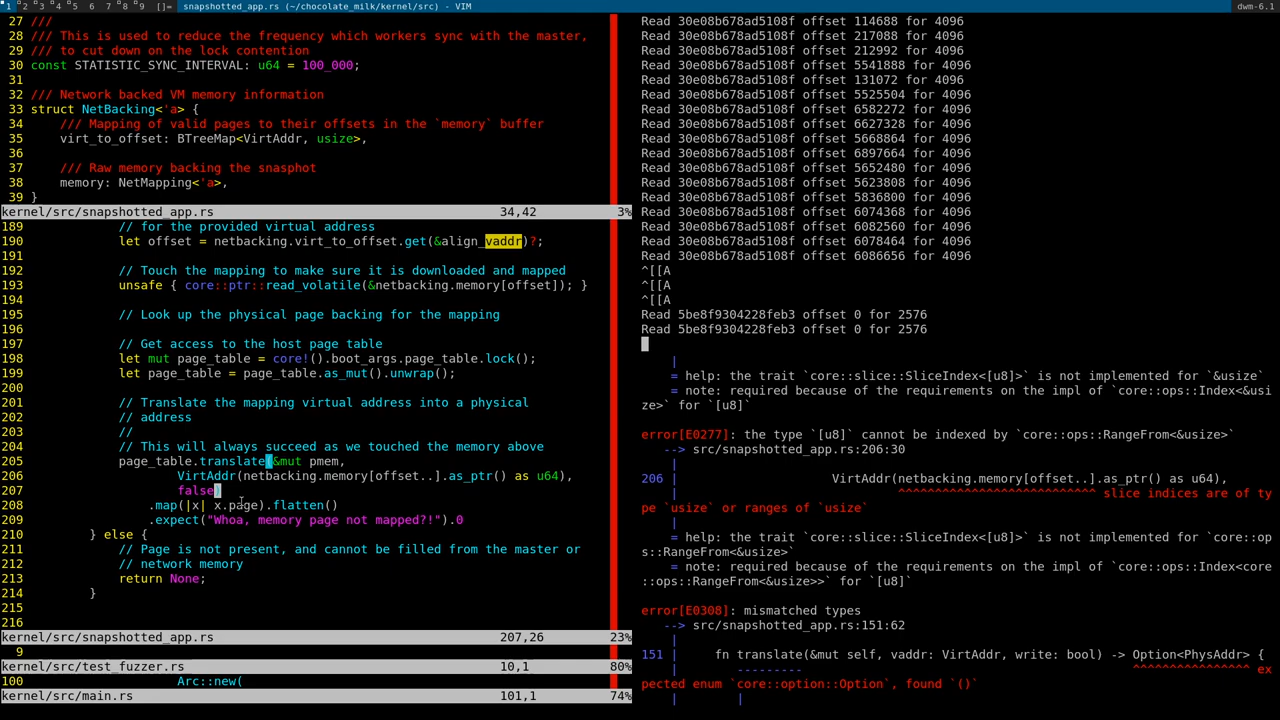 1 2 3 4 5 6 7 8 9 []= snapshotted_app.rs (~/chocolate_milk/kernel/src) - VIM dwm-6.1
27 ///
28 /// This is used to reduce the frequency which workers sync with the master,
29 /// to cut down on the lock contention
30 const STATISTIC_SYNC_INTERVAL: u64 = 100_000;
31
32 /// Network backed VM memory information
33 struct NetBacking<'a> {
34 /// Mapping of valid pages to their offsets in the `memory` buffer
35 virt_to_offset: BTreeMap<VirtAddr, usize>,
36
37 /// Raw memory backing the snasphot
38 memory: NetMapping<'a>,
39 }
kernel/src/snapshotted_app.rs 34,42 3%
189 // for the provided virtual address
190 let offset = netbacking.virt_to_offset.get(&align_vaddr)?;
191
192 // Touch the mapping to make sure it is downloaded and mapped
193 unsafe { core::ptr::read_volatile(&netbacking.memory[offset]); }
194
195 // Look up the physical page backing for the mapping
196
197 // Get access to the host page table
198 let mut page_table = core!().boot_args.page_table.lock();
199 let page_table = page_table.as_mut().unwrap();
200
201 // Translate the mapping virtual address into a physical
202 // address
203 //
204 // This will always succeed as we touched the memory above
205 page_table.translate(&mut pmem,
206 VirtAddr(netbacking.memory[offset..].as_ptr() as u64),
207 false)
208 .map(|x| x.page).flatten()
209 .expect("Whoa, memory page not mapped?!").0
210 } else {
211 // Page is not present, and cannot be filled from the master or
212 // network memory
213 return None;
214 }
215
216
kernel/src/snapshotted_app.rs 207,26 23%
9
kernel/src/test_fuzzer.rs 10,1 80%
100 Arc::new(
kernel/src/main.rs 101,1 74%
Read 30e08b678ad5108f offset 114688 for 4096
Read 30e08b678ad5108f offset 217088 for 4096
Read 30e08b678ad5108f offset 212992 for 4096
Read 30e08b678ad5108f offset 5541888 for 4096
Read 30e08b678ad5108f offset 131072 for 4096
Read 30e08b678ad5108f offset 5525504 for 4096
Read 30e08b678ad5108f offset 6582272 for 4096
Read 30e08b678ad5108f offset 6627328 for 4096
Read 30e08b678ad5108f offset 5668864 for 4096
Read 30e08b678ad5108f offset 6897664 for 4096
Read 30e08b678ad5108f offset 5652480 for 4096
Read 30e08b678ad5108f offset 5623808 for 4096
Read 30e08b678ad5108f offset 5836800 for 4096
Read 30e08b678ad5108f offset 6074368 for 4096
Read 30e08b678ad5108f offset 6082560 for 4096
Read 30e08b678ad5108f offset 6078464 for 4096
Read 30e08b678ad5108f offset 6086656 for 4096
^[[A
^[[A
^[[A
Read 5be8f9304228feb3 offset 0 for 2576
Read 5be8f9304228feb3 offset 0 for 2576
|
= help: the trait `core::slice::SliceIndex<[u8]>` is not implemented for `&usize`
= note: required because of the requirements on the impl of `core::ops::Index<&usi
ze>` for `[u8]`
error[E0277]: the type `[u8]` cannot be indexed by `core::ops::RangeFrom<&usize>`
--> src/snapshotted_app.rs:206:30
|
206 | VirtAddr(netbacking.memory[offset..].as_ptr() as u64),
| ^^^^^^^^^^^^^^^^^^^^^^^^^^ slice indices are of ty
pe `usize` or ranges of `usize`
|
= help: the trait `core::slice::SliceIndex<[u8]>` is not implemented for `core::op
s::RangeFrom<&usize>`
= note: required because of the requirements on the impl of `core::ops::Index<core
::ops::RangeFrom<&usize>>` for `[u8]`
error[E0308]: mismatched types
--> src/snapshotted_app.rs:151:62
|
151 | fn translate(&mut self, vaddr: VirtAddr, write: bool) -> Option<PhysAddr> {
| --------- ^^^^^^^^^^^^^^^^ ex
pected enum `core::option::Option`, found `()`
| |